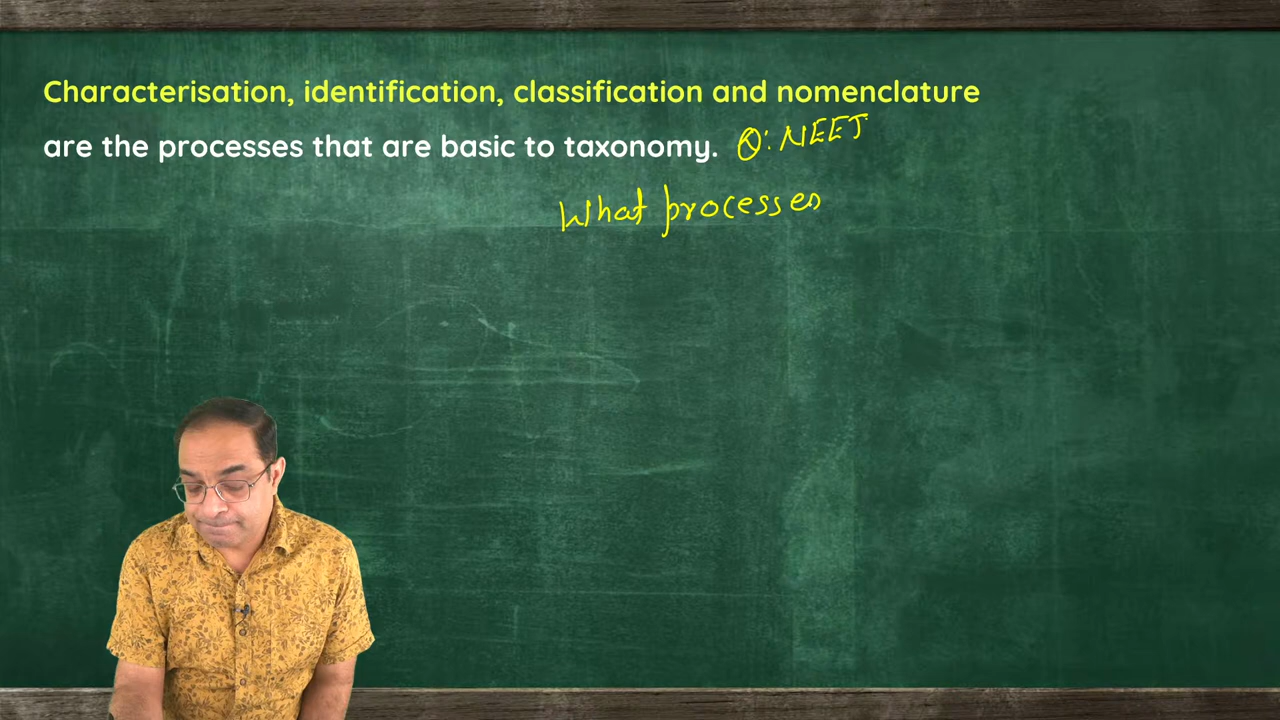 Characterisation, identification, classification and nomenclature
are the processes that are basic to taxonomy. Q: NEET
What processes